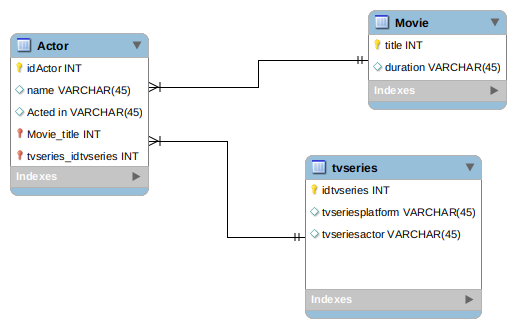 Actor
idActor INT
name VARCHAR(45)
Acted in VARCHAR(45)
Movie_title INT
tvseries_idtvseries INT
Indexes
Movie
title INT
duration VARCHAR(45)
Indexes
tvseries
idtvseries INT
tvseriesplatform VARCHAR(45)
tvseriesactor VARCHAR(45)
Indexes